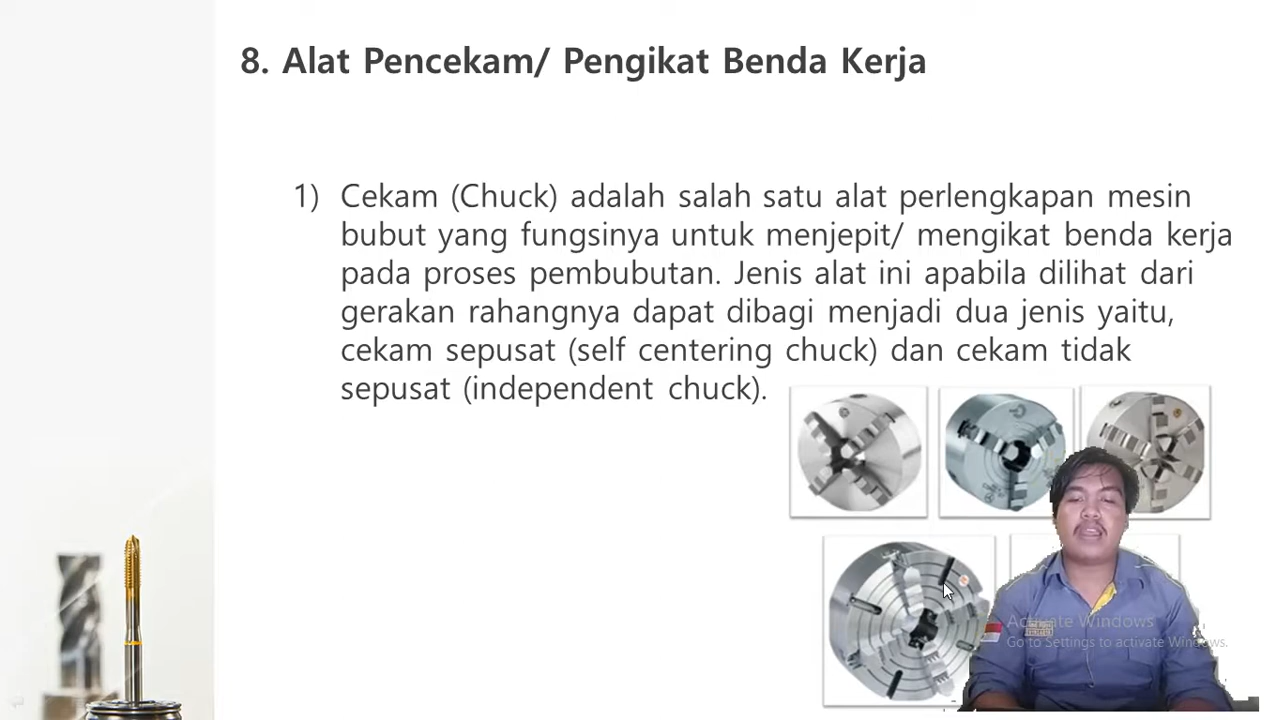 8. Alat Pencekam/ Pengikat Benda Kerja
1) Cekam (Chuck) adalah salah satu alat perlengkapan mesin
bubut yang fungsinya untuk menjepit/ mengikat benda kerja
pada proses pembubutan. Jenis alat ini apabila dilihat dari
gerakan rahangnya dapat dibagi menjadi dua jenis yaitu,
cekam sepusat (self centering chuck) dan cekam tidak
sepusat (independent chuck).
Activate Windows
Go to Settings to activate Windows.